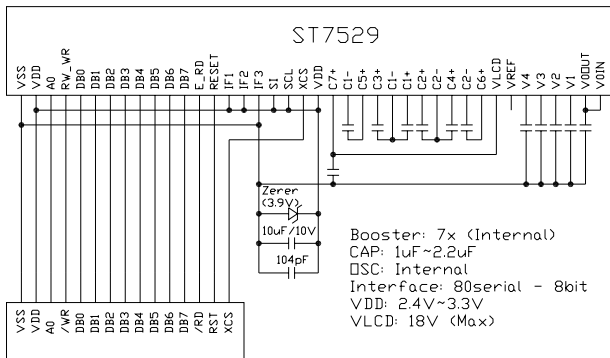 ST7529
VSS
VDD
A0
RW_WR
DB0
DB1
DB2
DB3
DB4
DB5
DB6
DB7
E_RD
RESET
IF1
IF2
IF3
SI
SCL
XCS
VDD
C7+
C1-
C5+
C3+
C1-
C1+
C2+
C2-
C4+
C2-
C6+
VLCD
VREF
V4
V3
V2
V1
V0OUT
V0IN
Zerer
(3.9V)
10uF/10V
104pF
Booster: 7x (Internal)
CAP: 1uF~2.2uF
OSC: Internal
Interface: 80serial - 8bit
VDD: 2.4V~3.3V
VLCD: 18V (Max)
VSS
VDD
A0
/WR
DB0
DB1
DB2
DB3
DB4
DB5
DB6
DB7
/RD
RST
XCS